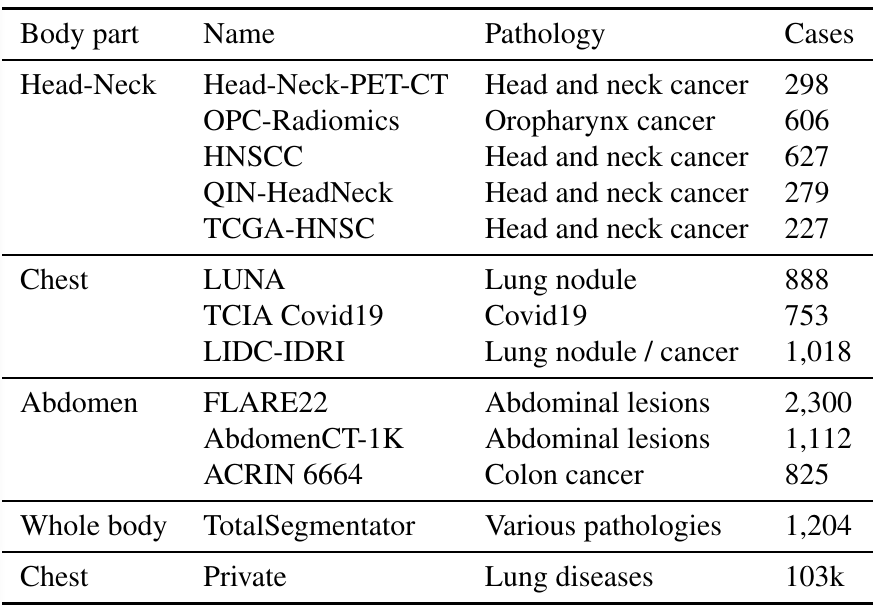 Body part Name Pathology Cases
Head-Neck Head-Neck-PET-CT Head and neck cancer 298
OPC-Radiomics Oropharynx cancer 606
HNSCC Head and neck cancer 627
QIN-HeadNeck Head and neck cancer 279
TCGA-HNSC Head and neck cancer 227
Chest LUNA Lung nodule 888
TCIA Covid19 Covid19 753
LIDC-IDRI Lung nodule / cancer 1,018
Abdomen FLARE22 Abdominal lesions 2,300
AbdomenCT-1K Abdominal lesions 1,112
ACRIN 6664 Colon cancer 825
Whole body TotalSegmentator Various pathologies 1,204
Chest Private Lung diseases 103k